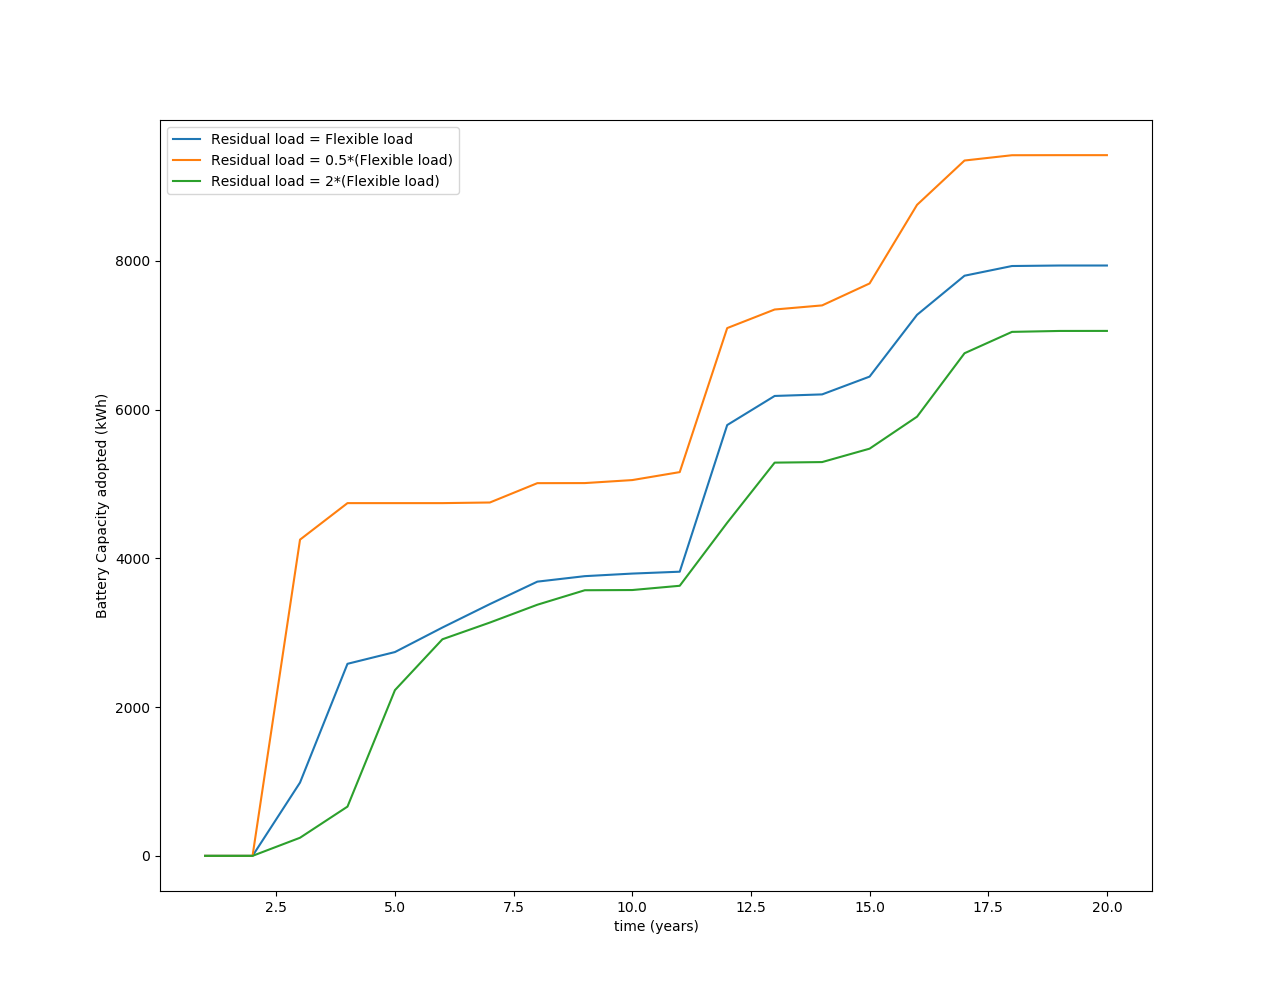 Residual load = Flexible load
Residual load = 0.5*(Flexible load)
Residual load = 2*(Flexible load)
Battery Capacity adopted (kWh)
8000
6000
4000
2000
0
2.5 5.0 7.5 10.0 12.5 15.0 17.5 20.0
time (years)